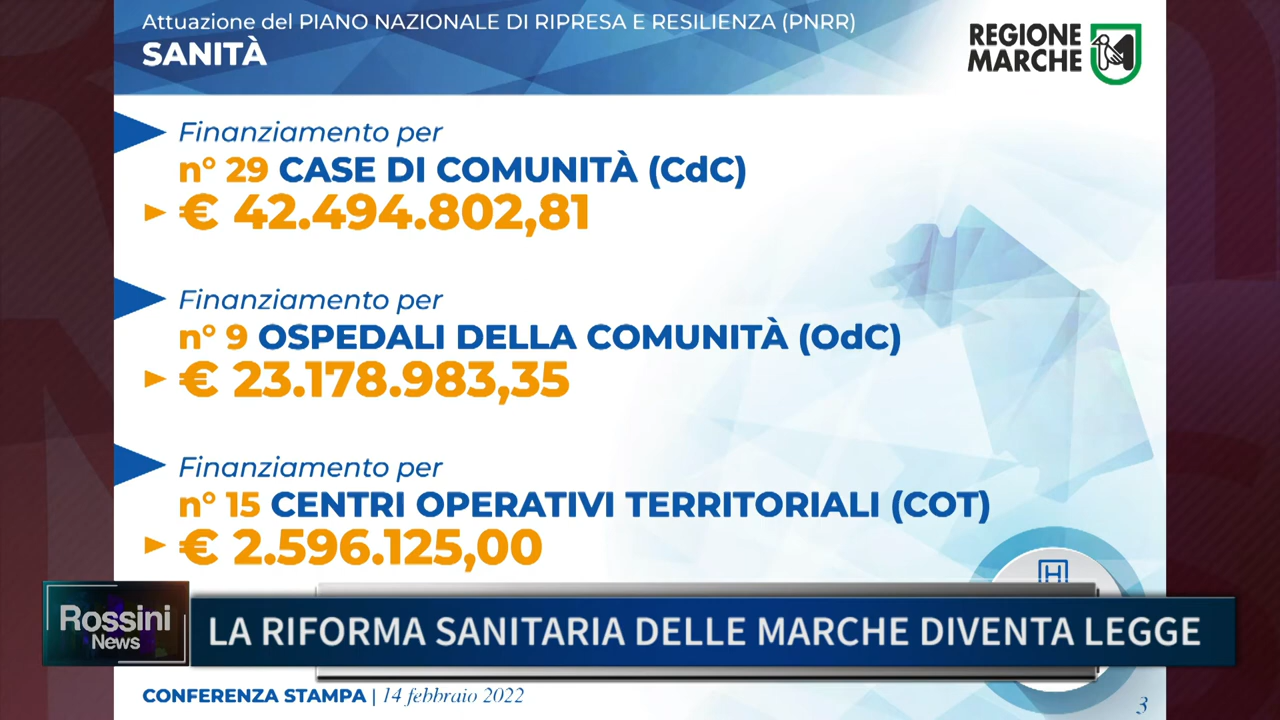 Attuazione del PIANO NAZIONALE DI RIPRESA E RESILIENZA (PNRR)
SANITÀ
REGIONE
MARCHE
Finanziamento per
n° 29 CASE DI COMUNITÀ (CdC)
€ 42.494.802,81
Finanziamento per
n° 9 OSPEDALI DELLA COMUNITÀ (OdC)
€ 23.178.983,35
Finanziamento per
n° 15 CENTRI OPERATIVI TERRITORIALI (COT)
€ 2.596.125,00
H
Rossini
News
LA RIFORMA SANITARIA DELLE MARCHE DIVENTA LEGGE
CONFERENZA STAMPA | 14 febbraio 2022
3